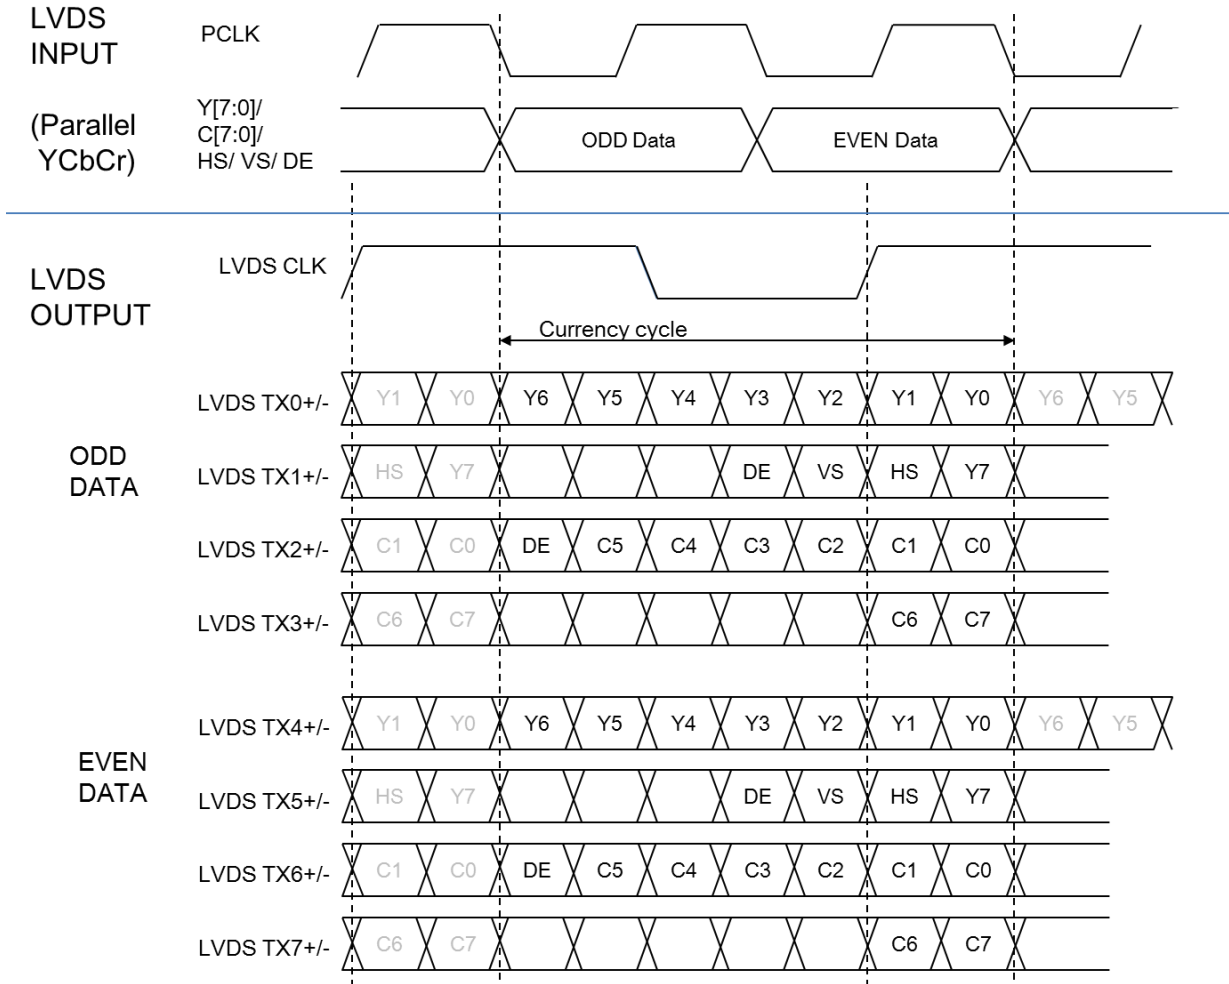 LVDS
INPUT
PCLK
(Parallel
YCbCr)
Y[7:0]/
C[7:0]/
HS/ VS/ DE
ODD Data
EVEN Data
LVDS
OUTPUT
LVDS CLK
Currency cycle
ODD
DATA
LVDS TX0+/- Y1 Y0 Y6 Y5 Y4 Y3 Y2 Y1 Y0 Y6 Y5
LVDS TX1+/- HS Y7 DE VS HS Y7
LVDS TX2+/- C1 C0 DE C5 C4 C3 C2 C1 C0
LVDS TX3+/- C6 C7 C6 C7
EVEN
DATA
LVDS TX4+/- Y1 Y0 Y6 Y5 Y4 Y3 Y2 Y1 Y0 Y6 Y5
LVDS TX5+/- HS Y7 DE VS HS Y7
LVDS TX6+/- C1 C0 DE C5 C4 C3 C2 C1 C0
LVDS TX7+/- C6 C7 C6 C7